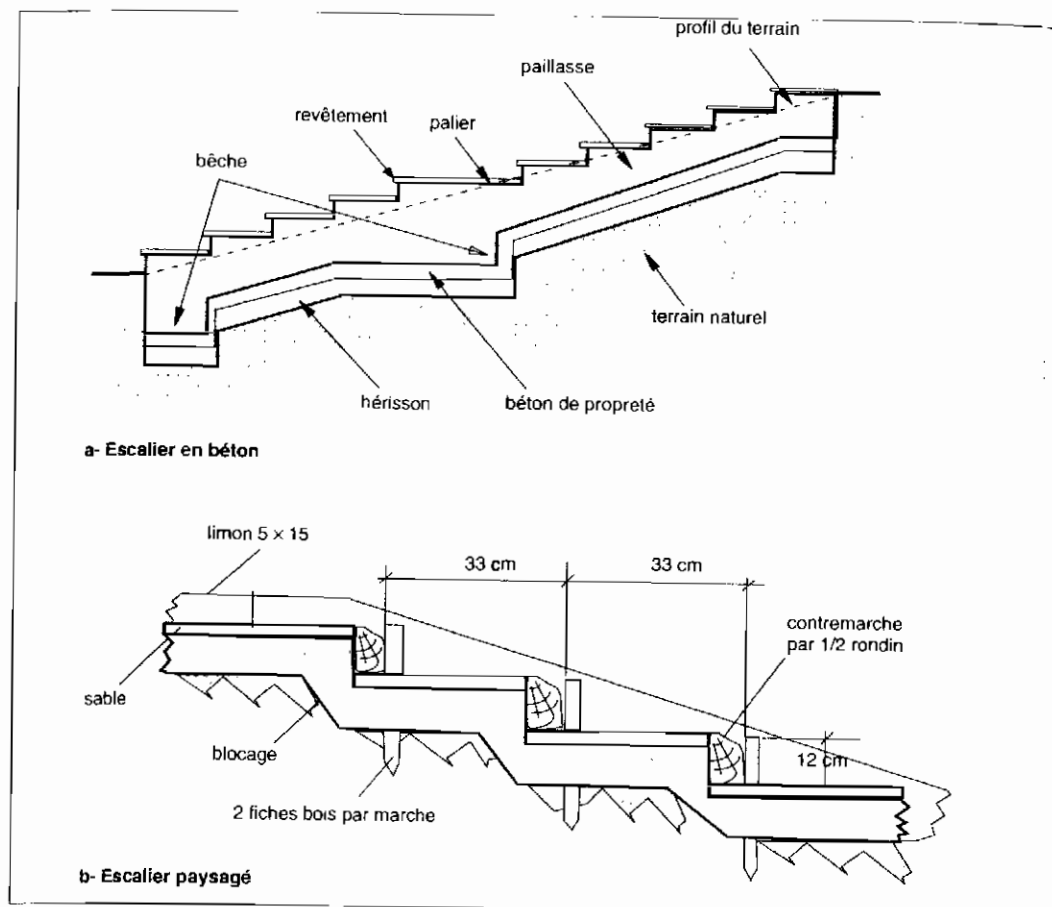 profil du terrain
paillasse
revêtement
palier
bêche
terrain naturel
hérisson
béton de propreté
a- Escalier en béton
limon 5 × 15
33 cm
33 cm
contremarche
par 1/2 rondin
sable
blocage
12 cm
2 fiches bois par marche
b- Escalier paysagé